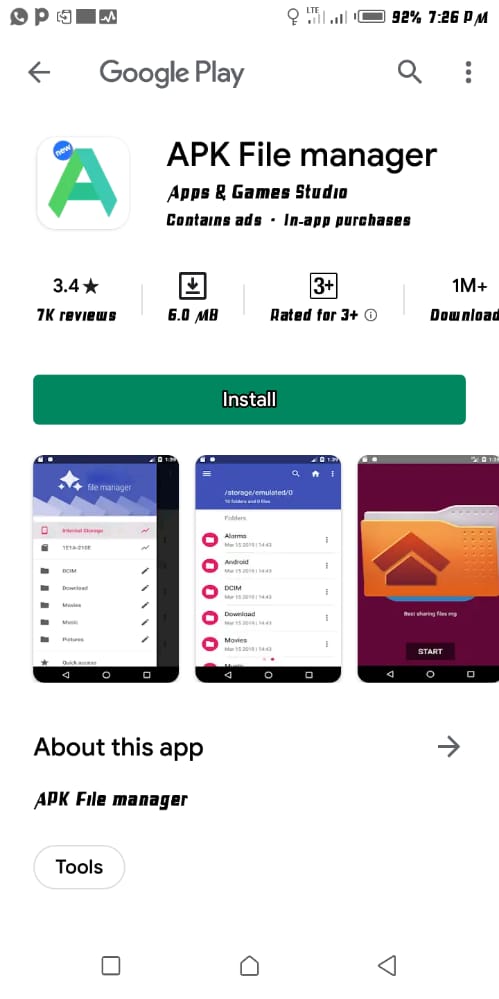 LTE 92% 7:26 PM
Google Play
new
APK File manager
Apps & Games Studio
Contains ads • In-app purchases
3.4★
7K reviews
6.0 MB
3+
Rated for 3+
1M+
Download
Install
file manager
Internal Storage
1E1A-210E
DCIM
Download
Movies
Music
Pictures
Quick access
/storage/emulated/0
10 folders and 0 files
Folders
Alarms
Mar 15 2019 | 14:43
Android
Mar 15 2019 | 14:43
DCIM
Mar 15 2019 | 14:43
Download
Mar 15 2019 | 14:43
Movies
Mar 15 2019 | 14:43
Music
Best sharing files mg
START
About this app
APK File manager
Tools